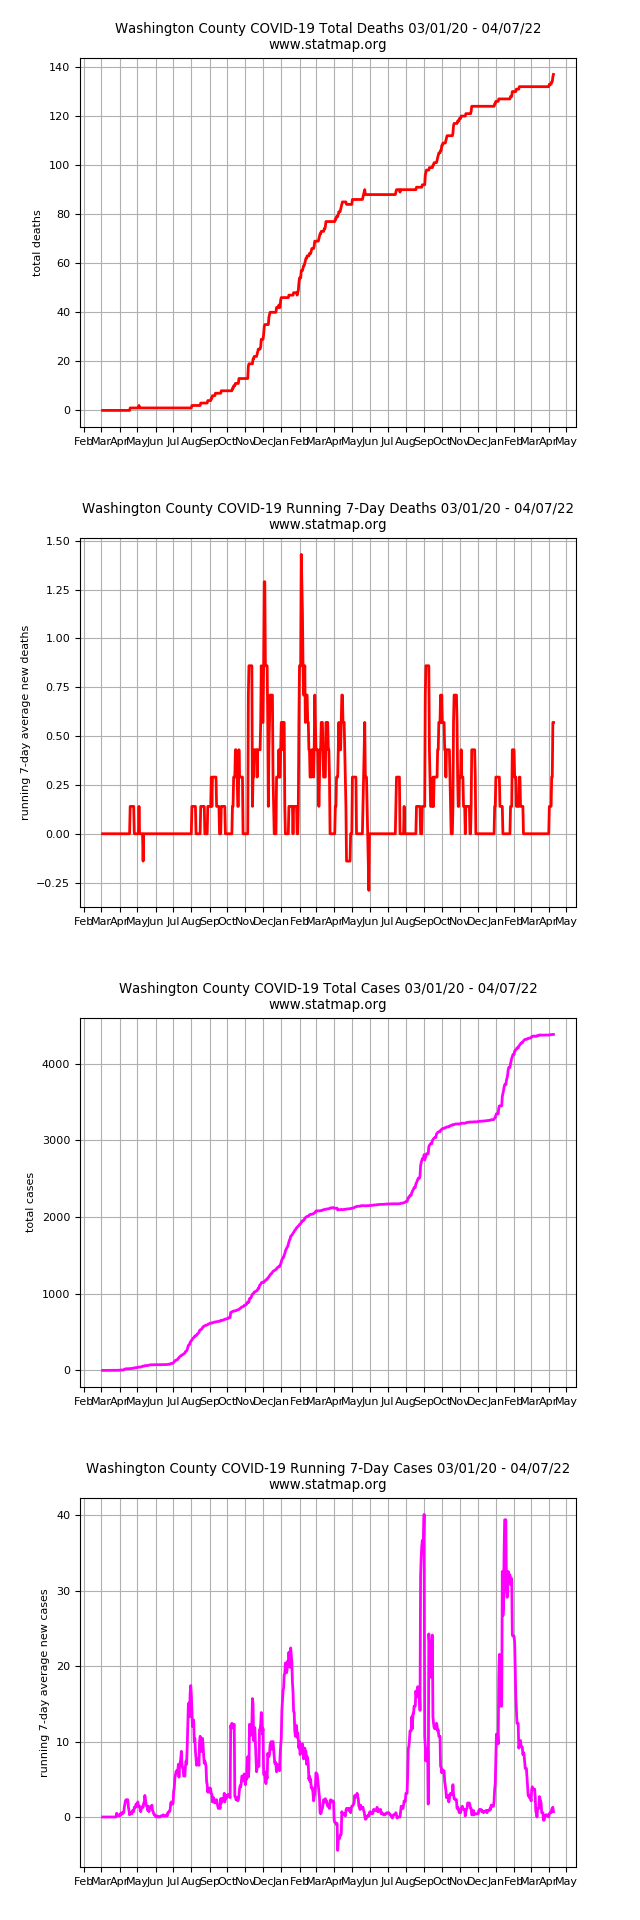 Washington County COVID-19 Total Deaths 03/01/20 - 04/07/22
www.statmap.org
140
120
100
80
60
40
20
0
total deaths
Feb Mar Apr May Jun Jul Aug Sep Oct Nov Dec Jan Feb Mar Apr May Jun Jul Aug Sep Oct Nov Dec Jan Feb Mar Apr May
Washington County COVID-19 Running 7-Day Deaths 03/01/20 - 04/07/22
www.statmap.org
1.50
1.25
1.00
0.75
0.50
0.25
0.00
−0.25
running 7-day average new deaths
Feb Mar Apr May Jun Jul Aug Sep Oct Nov Dec Jan Feb Mar Apr May Jun Jul Aug Sep Oct Nov Dec Jan Feb Mar Apr May
Washington County COVID-19 Total Cases 03/01/20 - 04/07/22
www.statmap.org
4000
3000
2000
1000
0
total cases
Feb Mar Apr May Jun Jul Aug Sep Oct Nov Dec Jan Feb Mar Apr May Jun Jul Aug Sep Oct Nov Dec Jan Feb Mar Apr May
Washington County COVID-19 Running 7-Day Cases 03/01/20 - 04/07/22
www.statmap.org
40
30
20
10
0
running 7-day average new cases
Feb Mar Apr May Jun Jul Aug Sep Oct Nov Dec Jan Feb Mar Apr May Jun Jul Aug Sep Oct Nov Dec Jan Feb Mar Apr May